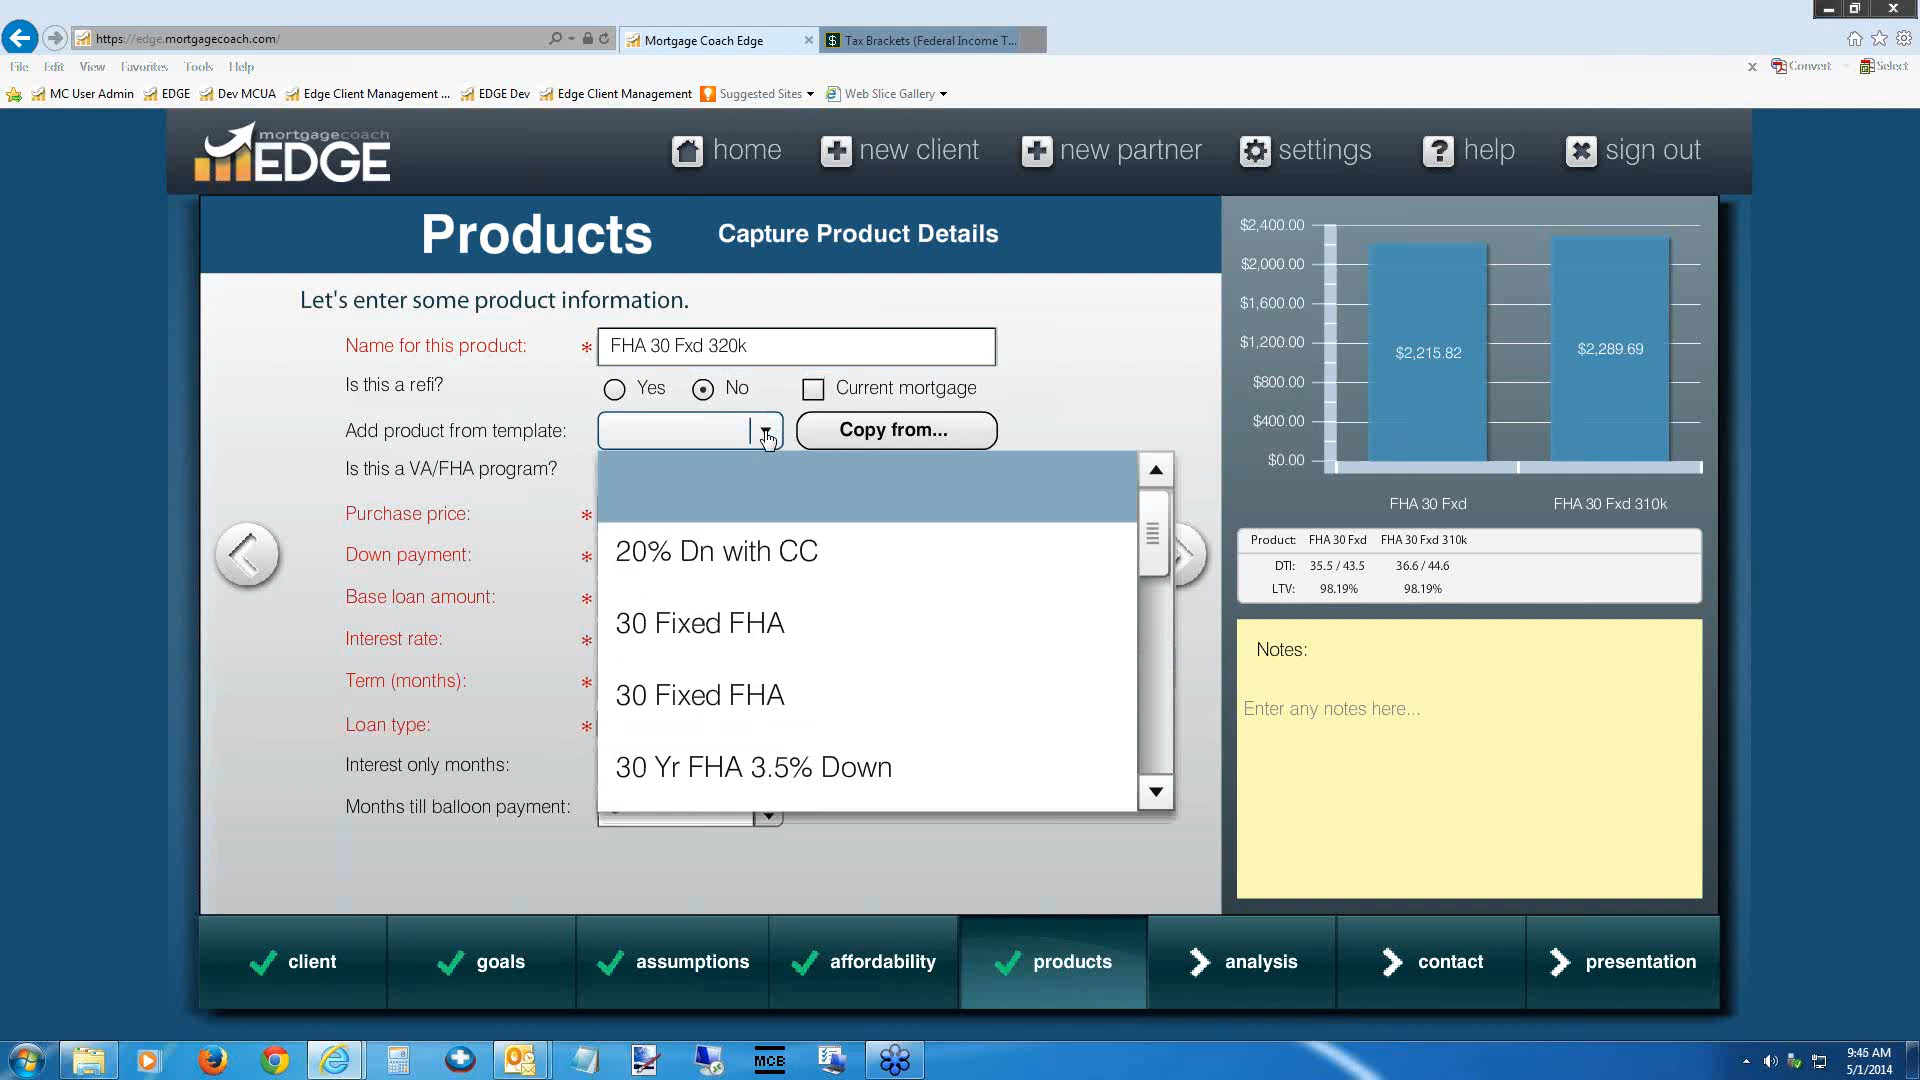 https://edge.mortgagecoach.com/
Mortgage Coach Edge
Tax Brackets (Federal Income T...
File Edit View Favorites Tools Help
Convert
Select
MC User Admin
EDGE
Dev MCUA
Edge Client Management ...
EDGE Dev
Edge Client Management
Suggested Sites
Web Slice Gallery
mortgagecoach
EDGE
home
new client
new partner
settings
help
sign out
Products
Capture Product Details
Let's enter some product information.
Name for this product: *
FHA 30 Fxd 320k
Is this a refi?
Yes
No
Current mortgage
Add product from template:
Copy from...
Is this a VA/FHA program?
Purchase price: *
Down payment: *
Base loan amount: *
Interest rate: *
Term (months): *
Loan type: *
Interest only months:
Months till balloon payment:
20% Dn with CC
30 Fixed FHA
30 Fixed FHA
30 Yr FHA 3.5% Down
$2,400.00
$2,000.00
$1,600.00
$1,200.00
$800.00
$400.00
$0.00
$2,215.82
$2,289.69
FHA 30 Fxd
FHA 30 Fxd 310k
Product: FHA 30 Fxd FHA 30 Fxd 310k
DTI: 35.5 / 43.5 36.6 / 44.6
LTV: 98.19% 98.19%
Notes:
Enter any notes here...
client
goals
assumptions
affordability
products
analysis
contact
presentation
MCB
9:45 AM
5/1/2014